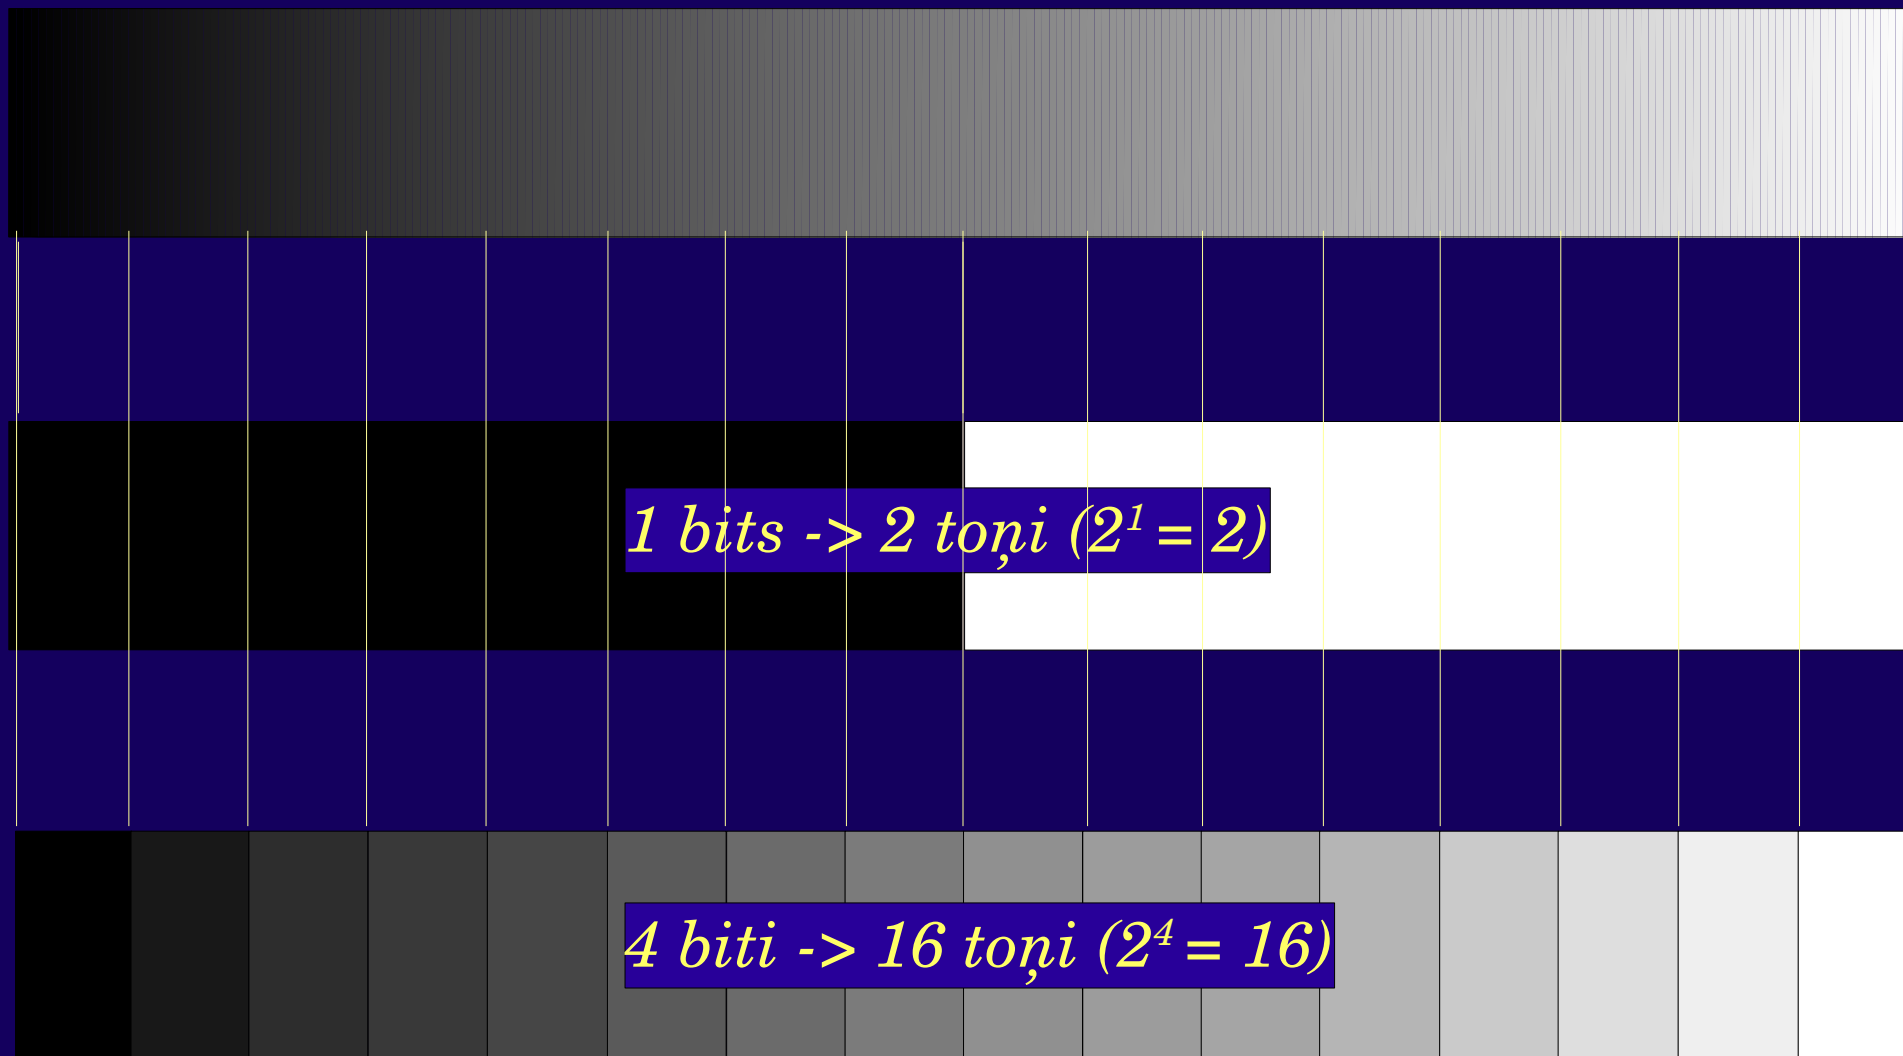 1 bits -> 2 toņi (2¹ = 2)
4 biti -> 16 toņi (2⁴ = 16)